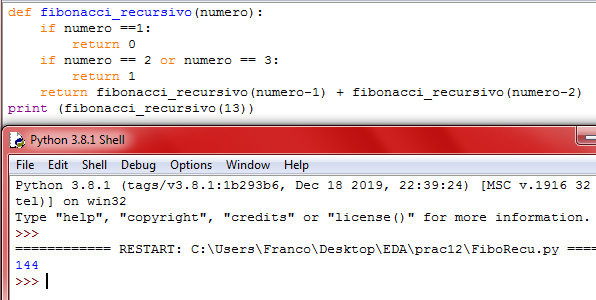 def fibonacci_recursivo(numero):
    if numero ==1:
        return 0
    if numero == 2 or numero == 3:
        return 1
    return fibonacci_recursivo(numero-1) + fibonacci_recursivo(numero-2)
print (fibonacci_recursivo(13))
Python 3.8.1 Shell
File Edit Shell Debug Options Window Help
Python 3.8.1 (tags/v3.8.1:1b293b6, Dec 18 2019, 22:39:24) [MSC v.1916 32
tel)] on win32
Type "help", "copyright", "credits" or "license()" for more information.
>>>
============ RESTART: C:\Users\Franco\Desktop\EDA\prac12\FiboRecu.py ====
144
>>>